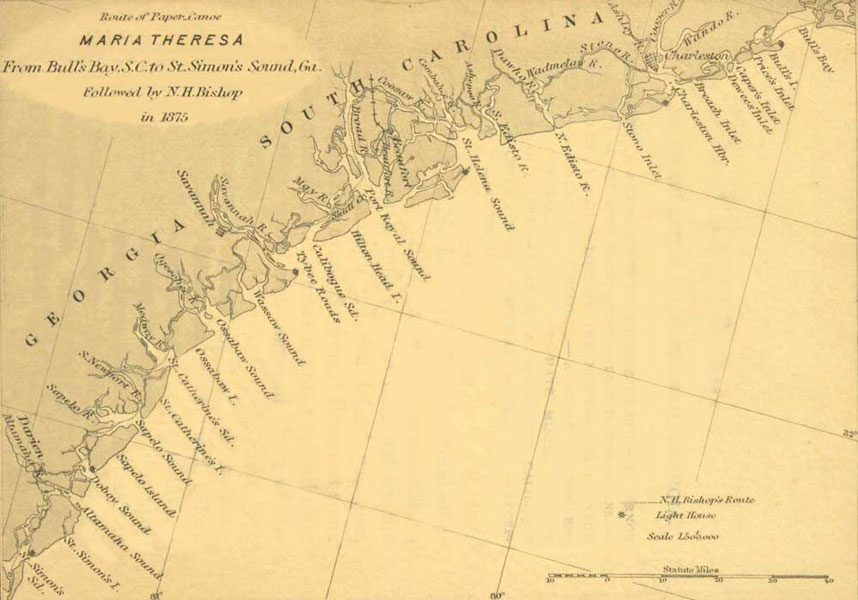 Route of Paper Canoe
MARIA THERESA
From Bull's Bay, S.C. to St. Simon's Sound, Ga.
Followed by N.H. Bishop
in 1875
SOUTH CAROLINA
GEORGIA
Ashley R.
Cooper R.
Wando R.
Charleston
Bull's Bay
Bull's I.
Price's Inlet
Caper's Inlet
Dewees' Inlet
Breach Inlet
Charleston Hbr.
Stono R.
Stono Inlet
Wadmelaw R.
Dawho R.
N. Edisto R.
S. Edisto R.
Ashepoo R.
Combahee R.
Coosaw R.
St. Helena Sound
Beaufort
Beaufort R.
Broad R.
Port Royal Sound
Hilton Head I.
Skull Cr.
May R.
Calibogue Sd.
Tybee Roads
Savannah R.
Savannah
Wassaw Sound
Ogeechee R.
Ossabaw Sound
Ossabaw I.
Medway R.
St. Catherine's Sd.
St. Catherine's I.
S. Newport R.
Sapelo R.
Sapelo Sound
Sapelo Island
Doboy Sound
Darien
Altamaha R.
Altamaha Sound
St. Simon's I.
St. Simon's Sd.
32°
81°
80°
N.H. Bishop's Route
Light House
Scale 1.505.000
Statute Miles
10 0 10 20 30 40